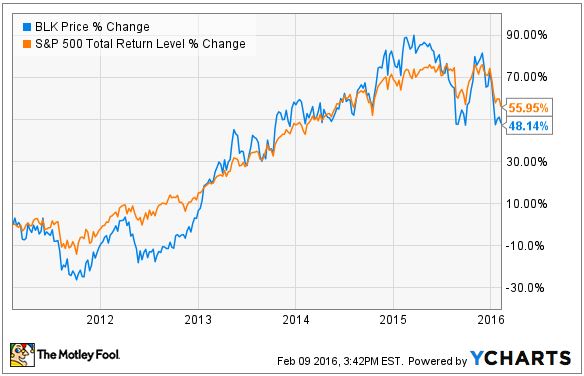 BLK Price % Change
S&P 500 Total Return Level % Change
90.00%
70.00%
55.95%
48.14%
30.00%
10.00%
-10.0%
-30.0%
2012 2013 2014 2015 2016
The Motley Fool.
Feb 09 2016, 3:42PM EST. Powered by YCHARTS